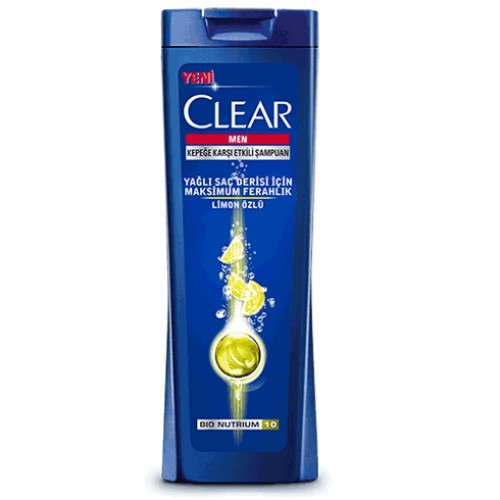 YENİ
CLEAR
MEN
KEPEĞE KARŞI ETKİLİ ŞAMPUAN
YAĞLI SAÇ DERİSİ İÇİN
MAKSİMUM FERAHLIK
LİMON ÖZLÜ
BIO NUTRIUM 10